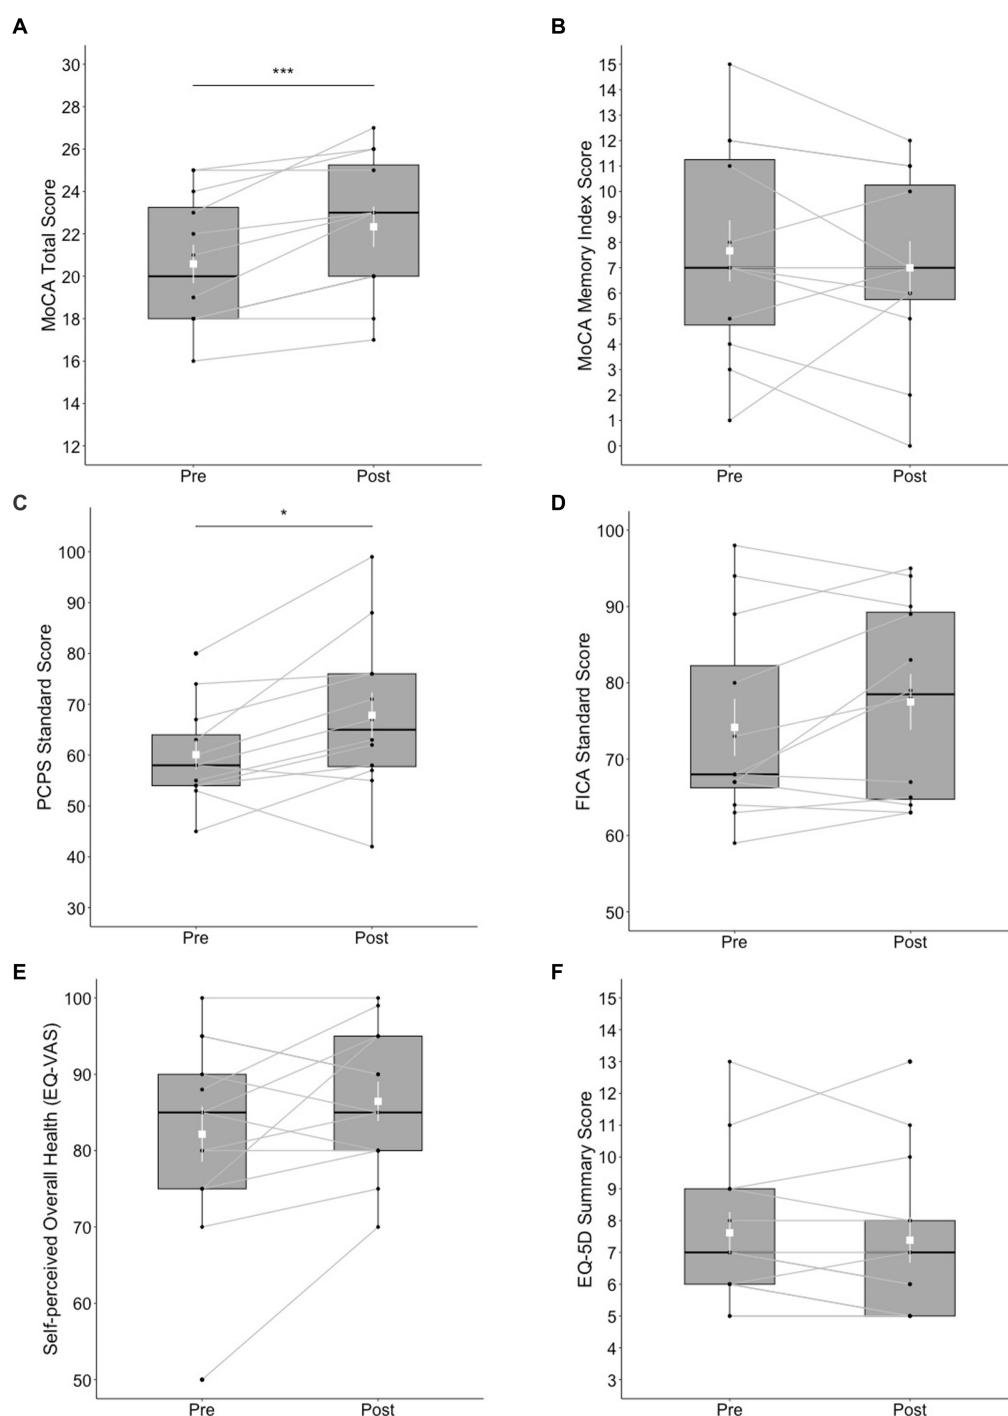 A
MoCA Total Score
30
28
26
24
22
20
18
16
14
12
***
Pre
Post
B
MoCA Memory Index Score
15
14
13
12
11
10
9
8
7
6
5
4
3
2
1
0
Pre
Post
C
PCPS Standard Score
100
90
80
70
60
50
40
30
*
Pre
Post
D
FICA Standard Score
100
90
80
70
60
50
Pre
Post
E
Self-perceived Overall Health (EQ-VAS)
100
90
80
70
60
50
Pre
Post
F
EQ-5D Summary Score
15
14
13
12
11
10
9
8
7
6
5
4
3
Pre
Post